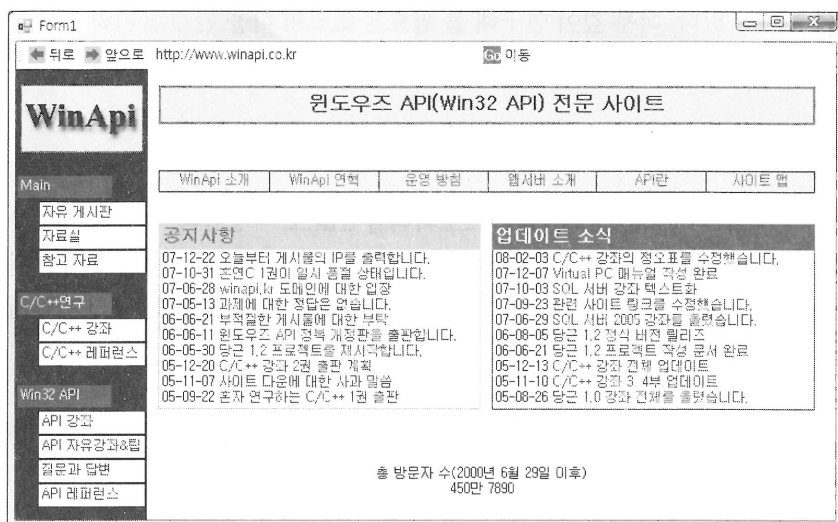 Form1
뒤로 앞으로 http://www.winapi.co.kr Go 이동
WinApi
윈도우즈 API(Win32 API) 전문 사이트
WinApi 소개 WinApi 연혁 운영 방침 웹서버 소개 API란 사이트 맵
Main
자유 게시판
자료실
참고 자료
C/C++연구
C/C++ 강좌
C/C++ 레퍼런스
Win32 API
API 강좌
API 자유강좌&팁
질문과 답변
API 레퍼런스
공지사항
07-12-22 오늘부터 게시물의 IP를 출력합니다.
07-10-31 혼연C 1권이 일시 품절 상태입니다.
07-06-28 winapi.kr 도메인에 대한 입장
07-05-13 과제에 대한 정답은 없습니다.
06-06-21 부적절한 게시물에 대한 부탁
06-06-11 윈도우즈 API 정복 개정판을 출판합니다.
06-05-30 당근 1.2 프로젝트를 재시작합니다.
05-12-20 C/C++ 강좌 2권 출판 계획
05-11-07 사이트 다운에 대한 사과 말씀
05-09-22 혼자 연구하는 C/C++ 1권 출판
업데이트 소식
08-02-03 C/C++ 강좌의 정오표를 수정했습니다.
07-12-07 Virtual PC 매뉴얼 작성 완료
07-10-03 SQL 서버 강좌 텍스트화
07-09-23 관련 사이트 링크를 수정했습니다.
07-06-29 SQL 서버 2005 강좌를 올렸습니다.
06-08-05 당근 1.2 정식 버전 릴리즈
06-06-21 당근 1.2 프로젝트 작성 문서 완료
05-12-13 C/C++ 강좌 전체 업데이트
05-11-10 C/C++ 강좌 3, 4부 업데이트
05-08-26 당근 1.0 강좌 전체를 올렸습니다.
총 방문자 수(2000년 6월 29일 이후)
450만 7890